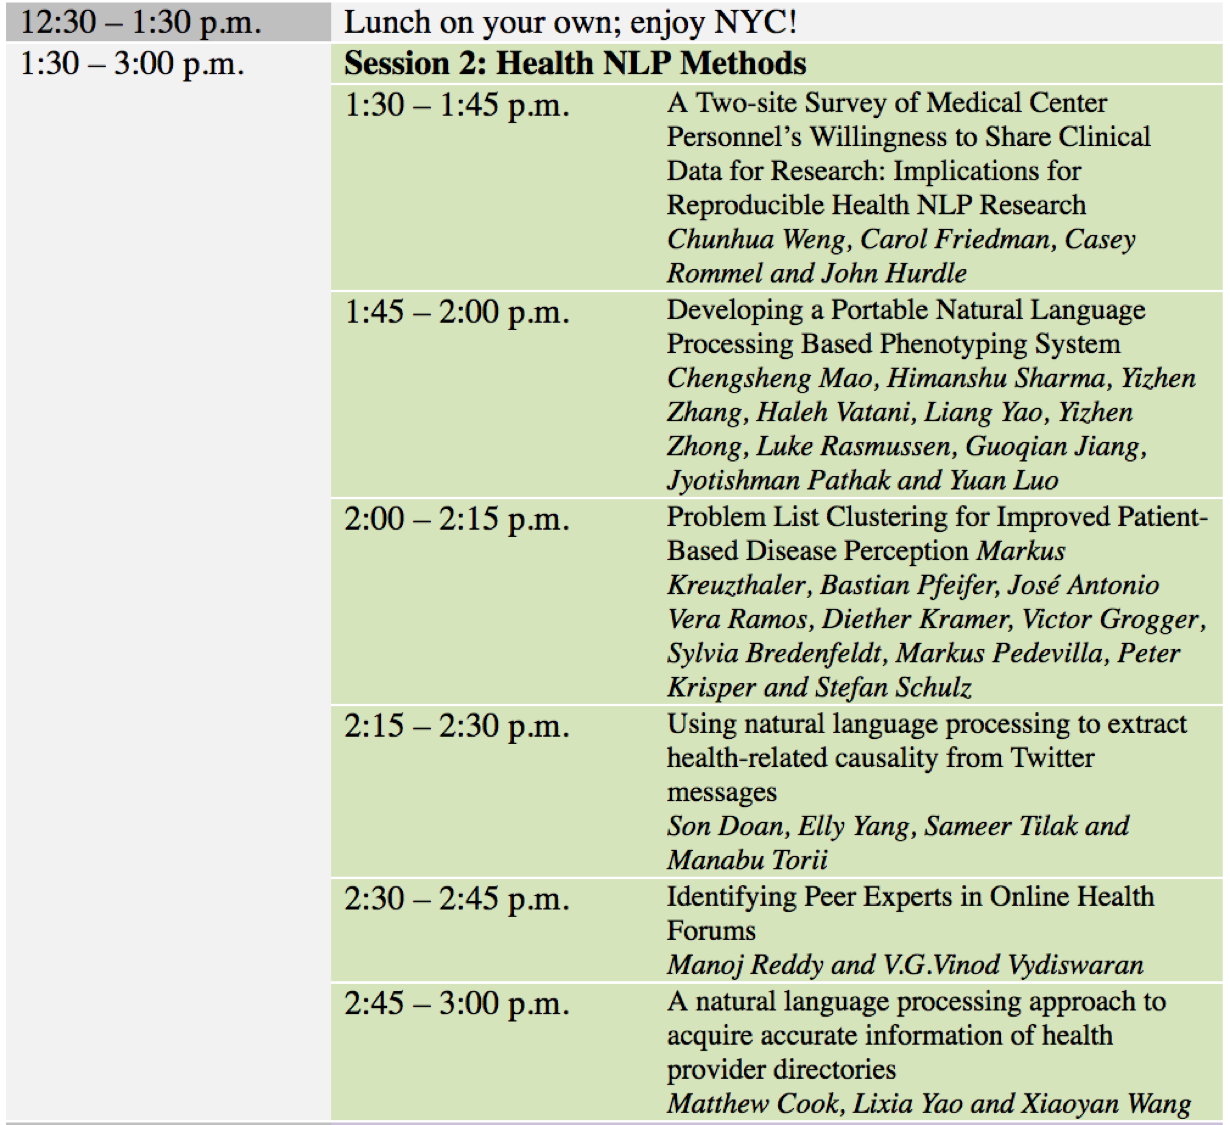 12:30 – 1:30 p.m. Lunch on your own; enjoy NYC!
1:30 – 3:00 p.m. Session 2: Health NLP Methods
1:30 – 1:45 p.m. A Two-site Survey of Medical Center
Personnel’s Willingness to Share Clinical
Data for Research: Implications for
Reproducible Health NLP Research
Chunhua Weng, Carol Friedman, Casey
Rommel and John Hurdle
1:45 – 2:00 p.m. Developing a Portable Natural Language
Processing Based Phenotyping System
Chengsheng Mao, Himanshu Sharma, Yizhen
Zhang, Haleh Vatani, Liang Yao, Yizhen
Zhong, Luke Rasmussen, Guoqian Jiang,
Jyotishman Pathak and Yuan Luo
2:00 – 2:15 p.m. Problem List Clustering for Improved Patient-
Based Disease Perception Markus
Kreuzthaler, Bastian Pfeifer, José Antonio
Vera Ramos, Diether Kramer, Victor Grogger,
Sylvia Bredenfeldt, Markus Pedevilla, Peter
Krisper and Stefan Schulz
2:15 – 2:30 p.m. Using natural language processing to extract
health-related causality from Twitter
messages
Son Doan, Elly Yang, Sameer Tilak and
Manabu Torii
2:30 – 2:45 p.m. Identifying Peer Experts in Online Health
Forums
Manoj Reddy and V.G.Vinod Vydiswaran
2:45 – 3:00 p.m. A natural language processing approach to
acquire accurate information of health
provider directories
Matthew Cook, Lixia Yao and Xiaoyan Wang